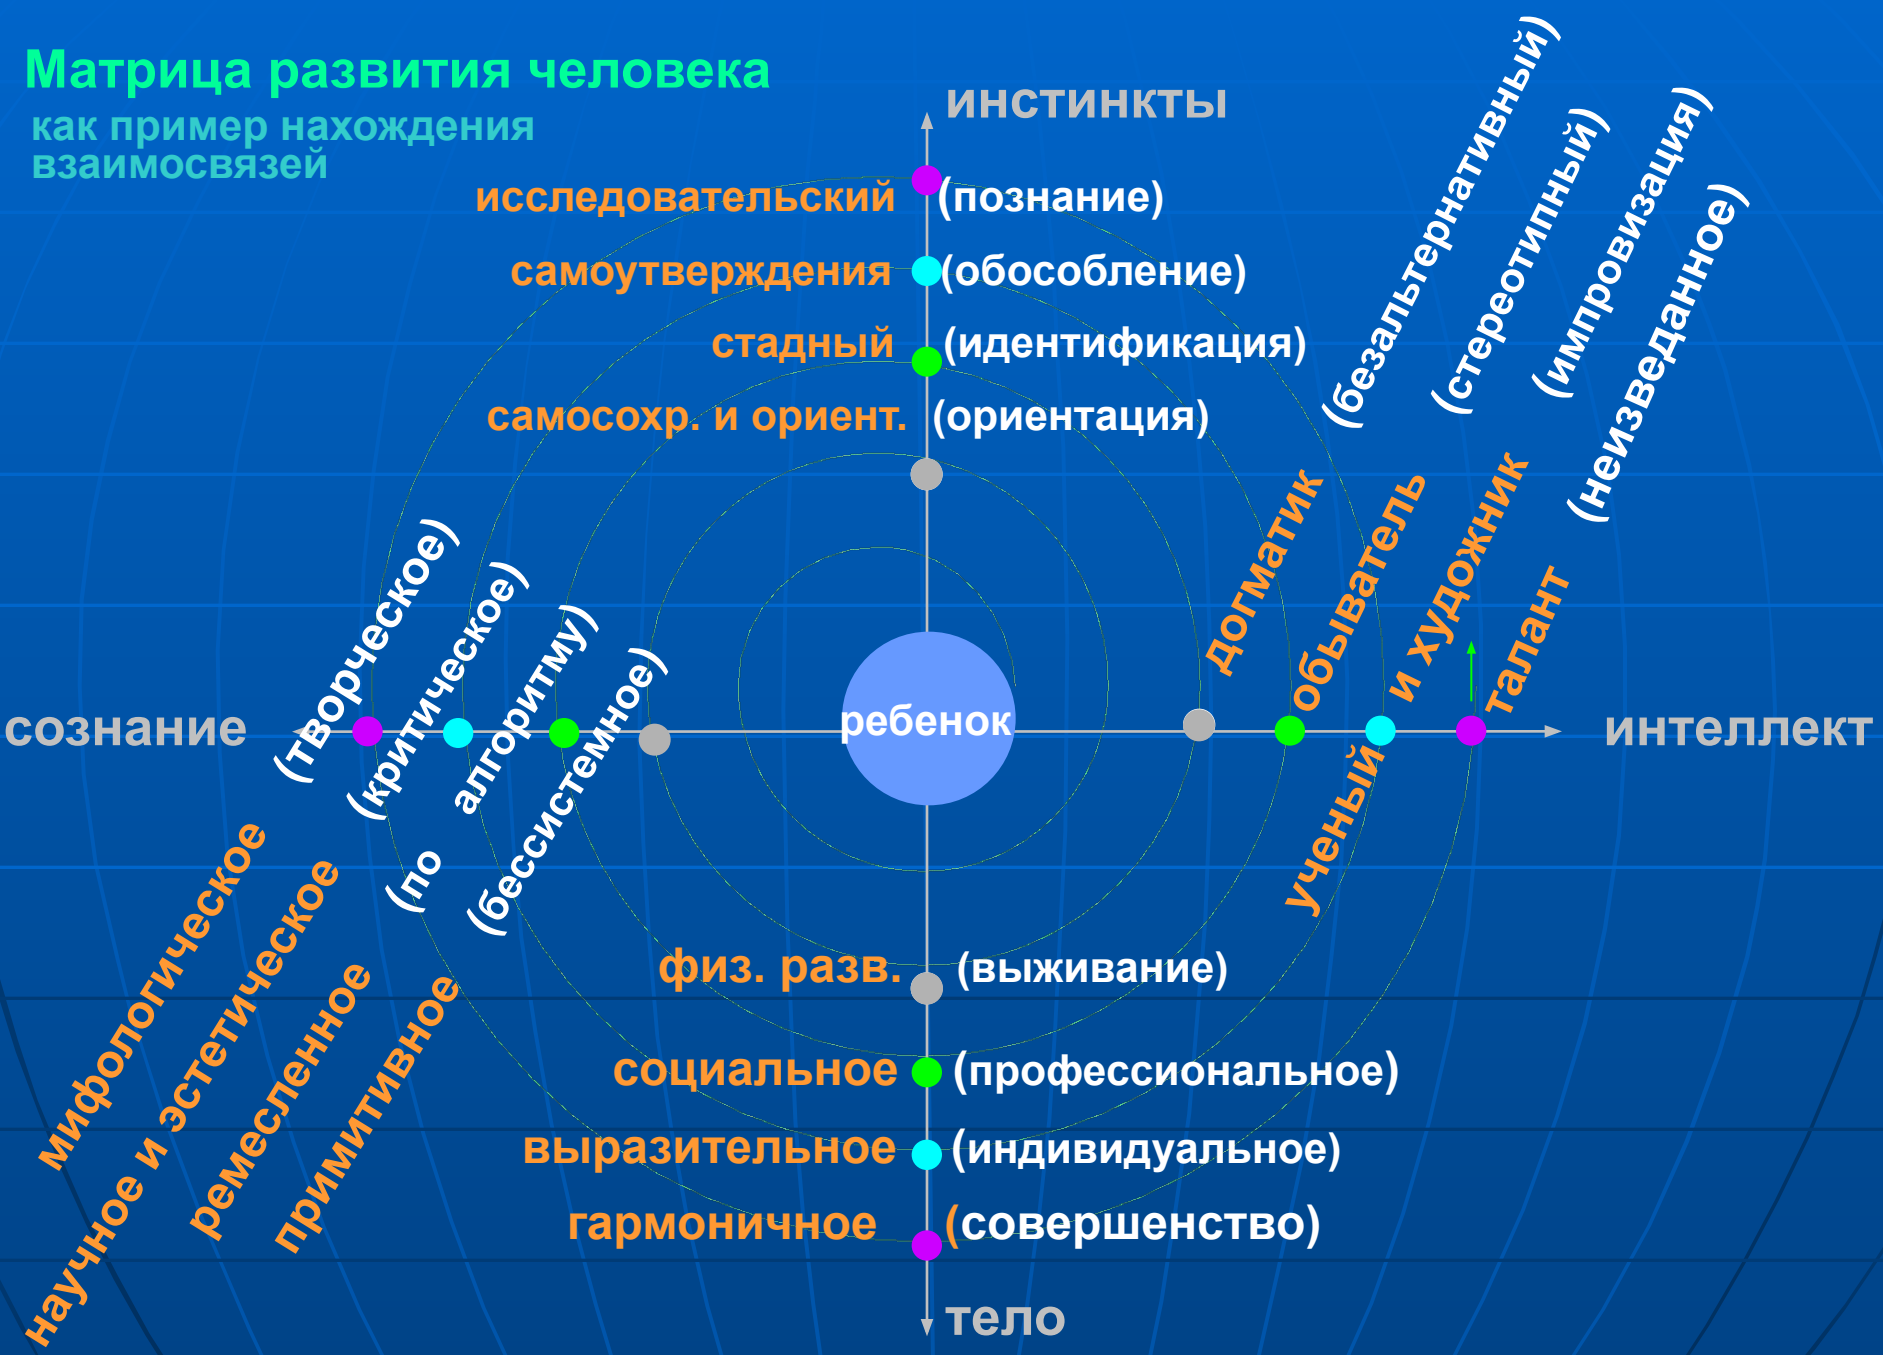 Матрица развития человека
как пример нахождения
взаимосвязей
инстинкты
исследовательский (познание)
самоутверждения (обособление)
стадный (идентификация)
самосохр. и ориент. (ориентация)
догматик (безальтернативный)
обыватель (стереотипный)
ученый и художник (импровизация)
талант (неизведанное)
сознание
ребенок
интеллект
мифологическое (творческое)
научное и эстетическое (критическое)
ремесленное (по алгоритму)
примитивное (бессистемное)
физ. разв. (выживание)
социальное (профессиональное)
выразительное (индивидуальное)
гармоничное (совершенство)
тело